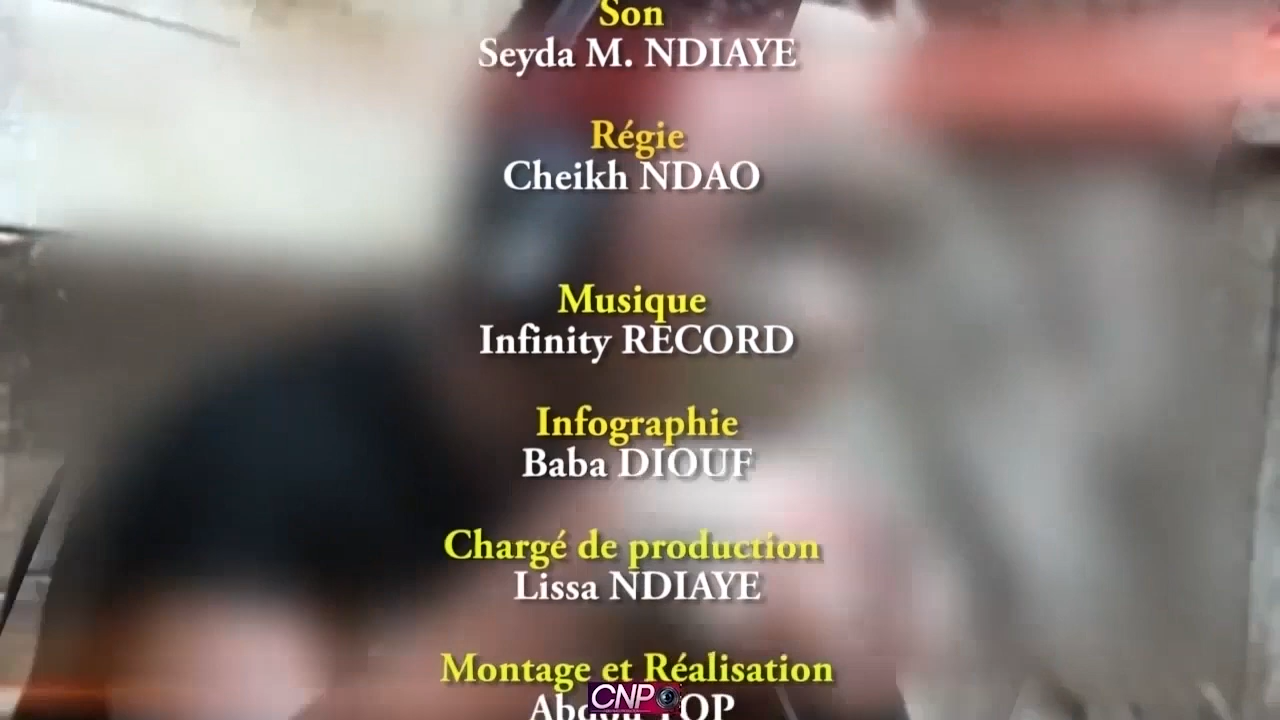 Son
Seyda M. NDIAYE
Régie
Cheikh NDAO
Musique
Infinity RECORD
Infographie
Baba DIOUF
Chargé de production
Lissa NDIAYE
Montage et Réalisation
CNP